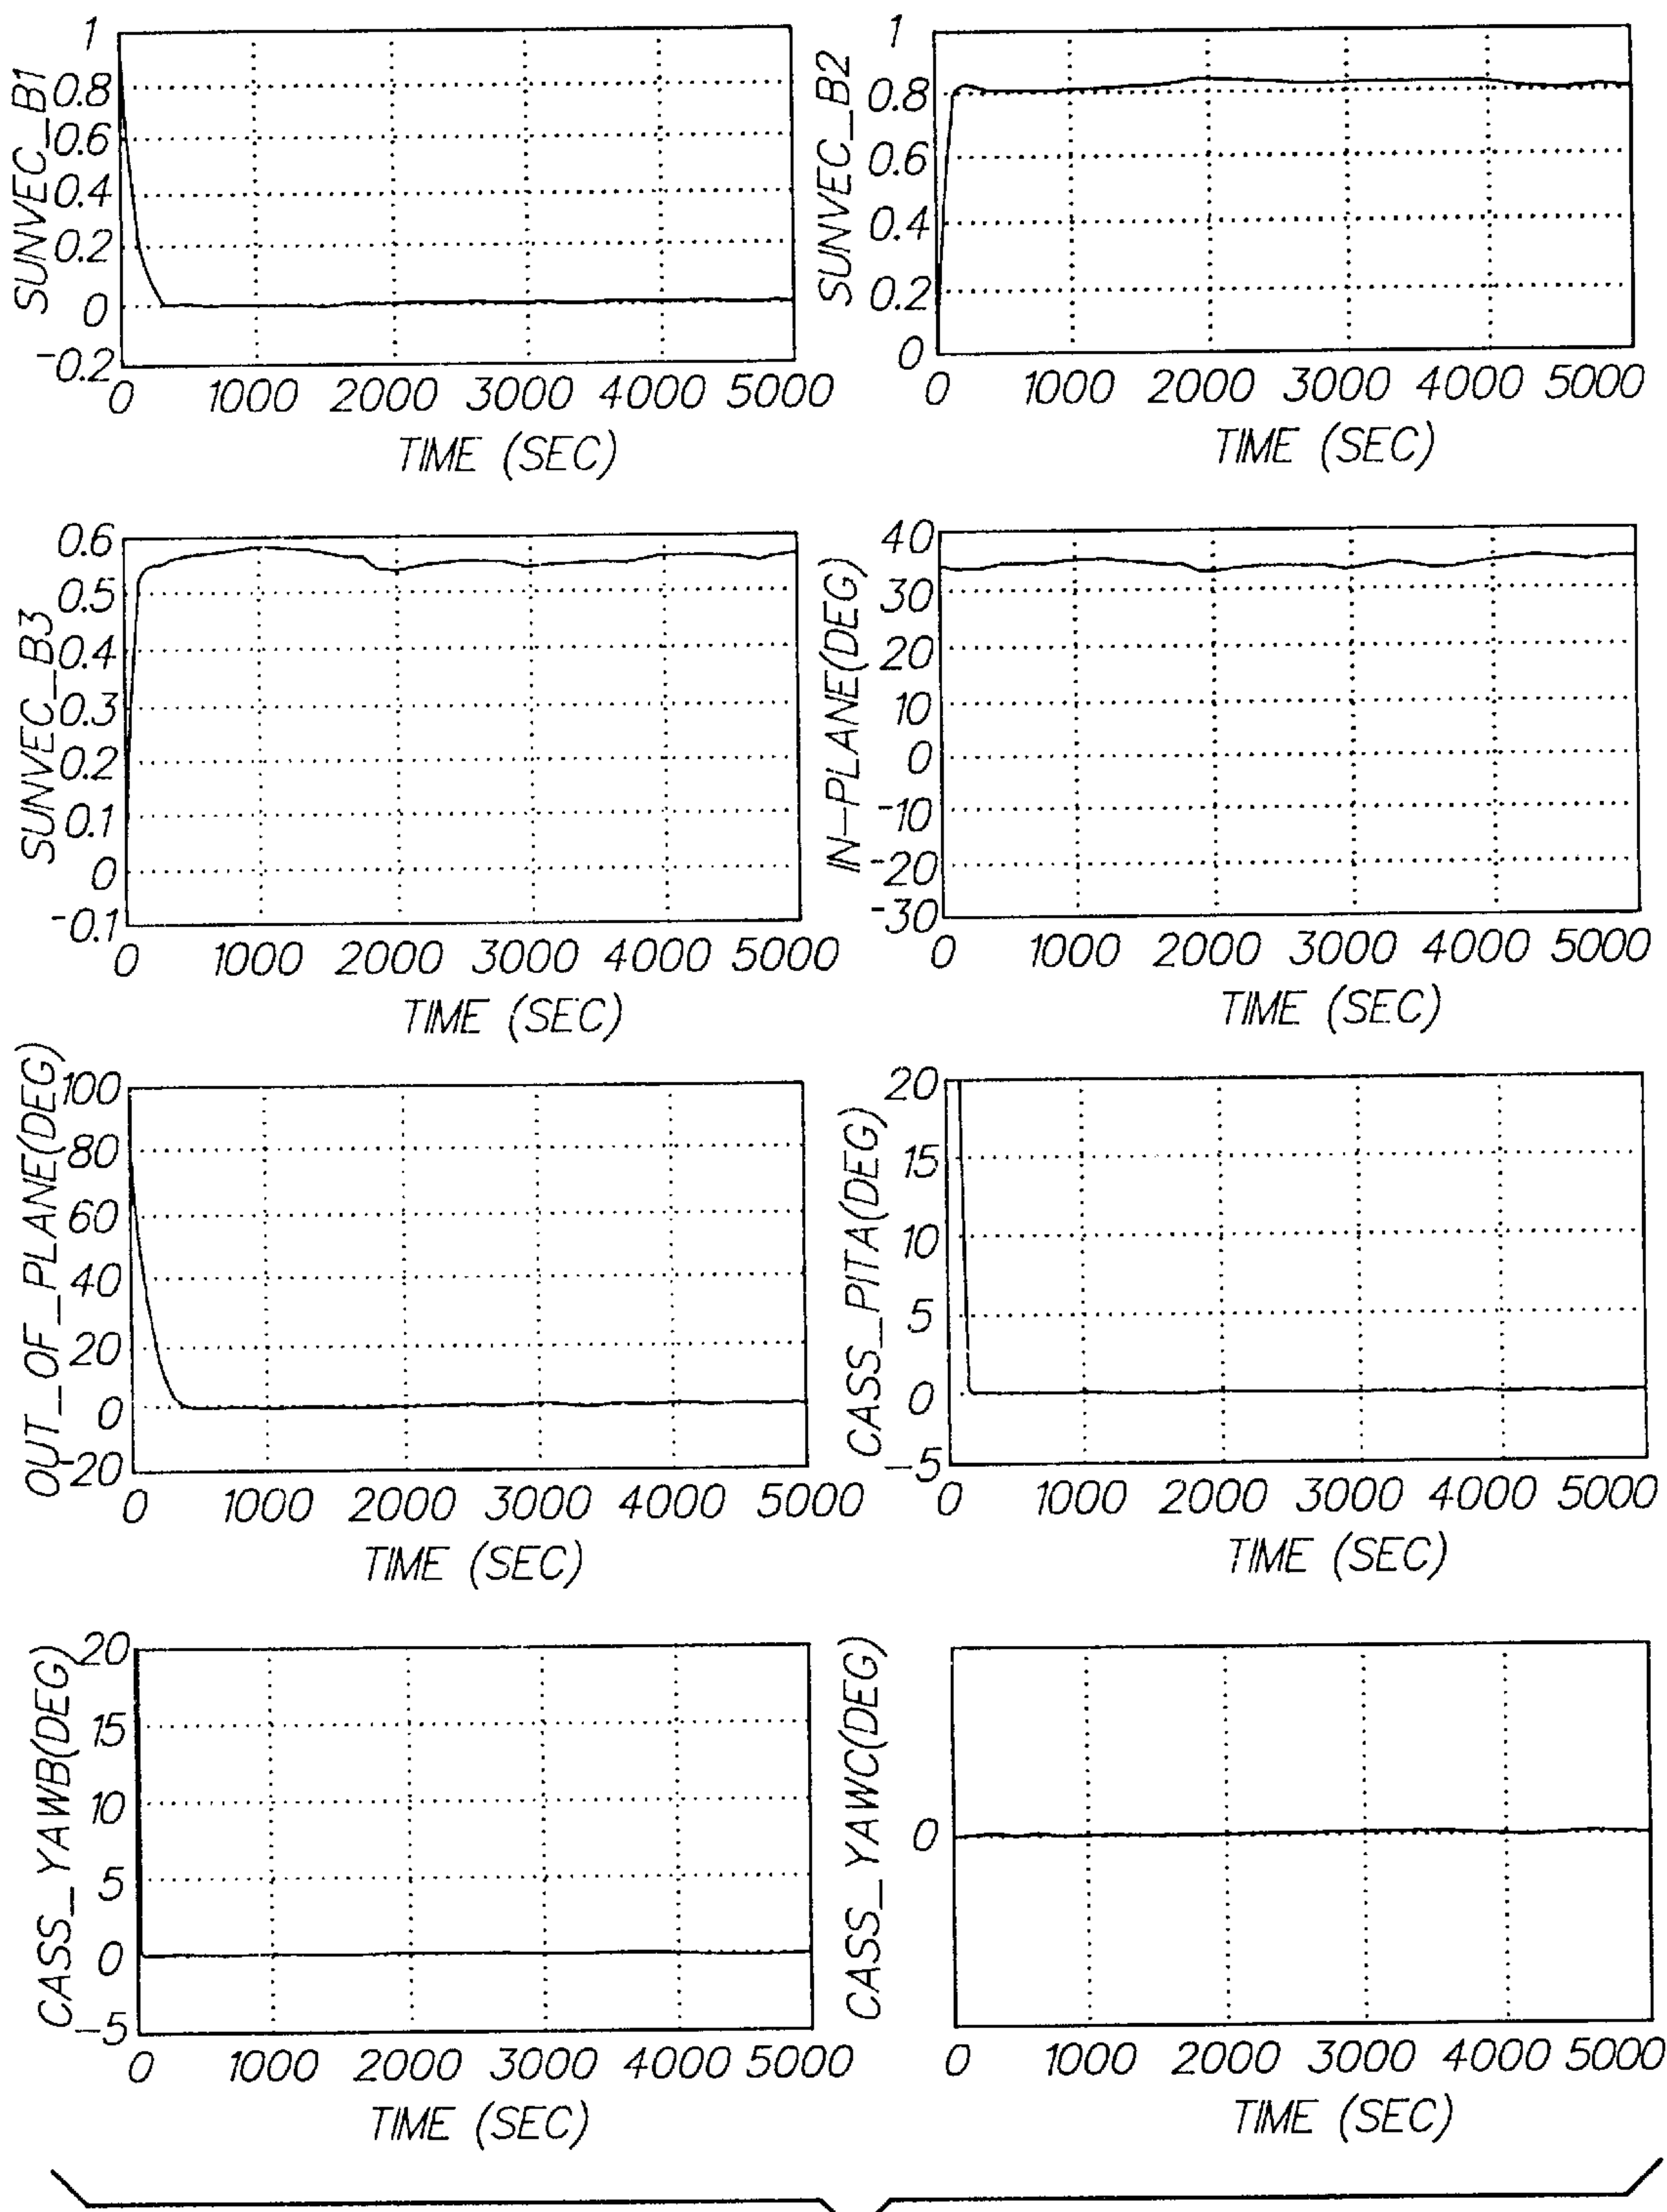 SUNVEC_B1
1
0.8
0.6
0.4
0.2
0
-0.2
0 1000 2000 3000 4000 5000
TIME (SEC)
SUNVEC_B2
1
0.8
0.6
0.4
0.2
0
0 1000 2000 3000 4000 5000
TIME (SEC)
SUNVEC_B3
0.6
0.5
0.4
0.3
0.2
0.1
0
-0.1
0 1000 2000 3000 4000 5000
TIME (SEC)
IN-PLANE(DEG)
40
30
20
10
0
-10
-20
-30
0 1000 2000 3000 4000 5000
TIME (SEC)
OUT_OF_PLANE(DEG)
100
80
60
40
20
0
-20
0 1000 2000 3000 4000 5000
TIME (SEC)
CASS_PITA(DEG)
20
15
10
5
0
-5
0 1000 2000 3000 4000 5000
TIME (SEC)
CASS_YAWB(DEG)
20
15
10
5
0
-5
0 1000 2000 3000 4000 5000
TIME (SEC)
CASS_YAWC(DEG)
0
0 1000 2000 3000 4000 5000
TIME (SEC)